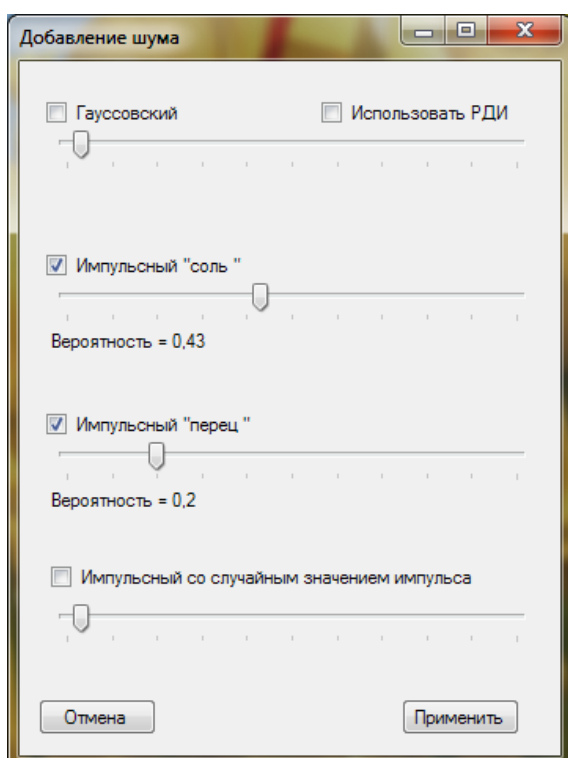 Добавление шума
Гауссовский
Использовать РДИ
Импульсный "соль "
Вероятность = 0,43
Импульсный "перец "
Вероятность = 0,2
Импульсный со случайным значением импульса
Отмена
Применить